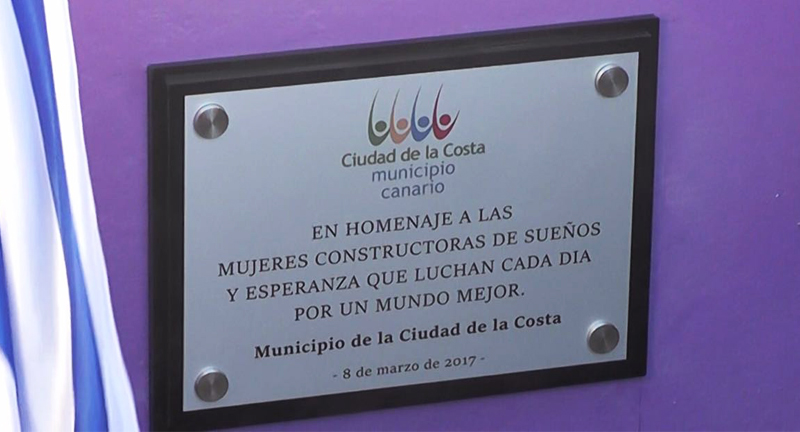 Ciudad de la Costa
municipio
canario
EN HOMENAJE A LAS
MUJERES CONSTRUCTORAS DE SUEÑOS
Y ESPERANZA QUE LUCHAN CADA DIA
POR UN MUNDO MEJOR.
Municipio de la Ciudad de la Costa
- 8 de marzo de 2017 -